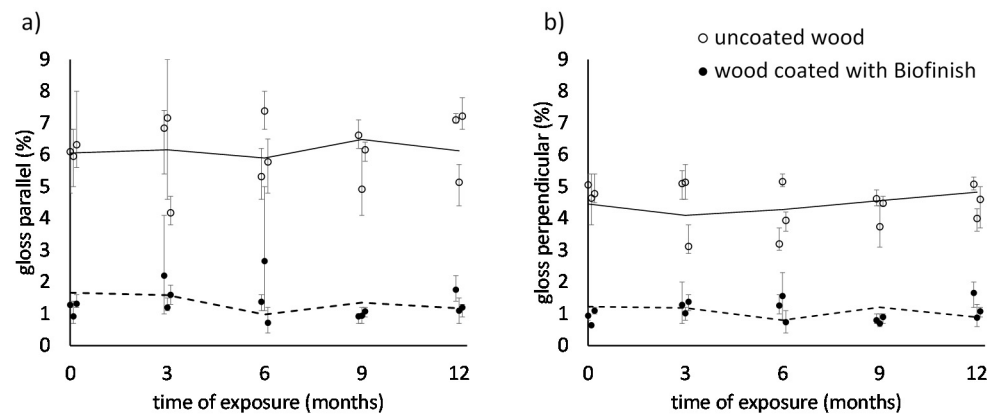 a)
9
8
7
6
5
4
3
2
1
0
gloss parallel (%)
0 3 6 9 12
time of exposure (months)
b)
uncoated wood
wood coated with Biofinish
9
8
7
6
5
4
3
2
1
0
gloss perpendicular (%)
0 3 6 9 12
time of exposure (months)